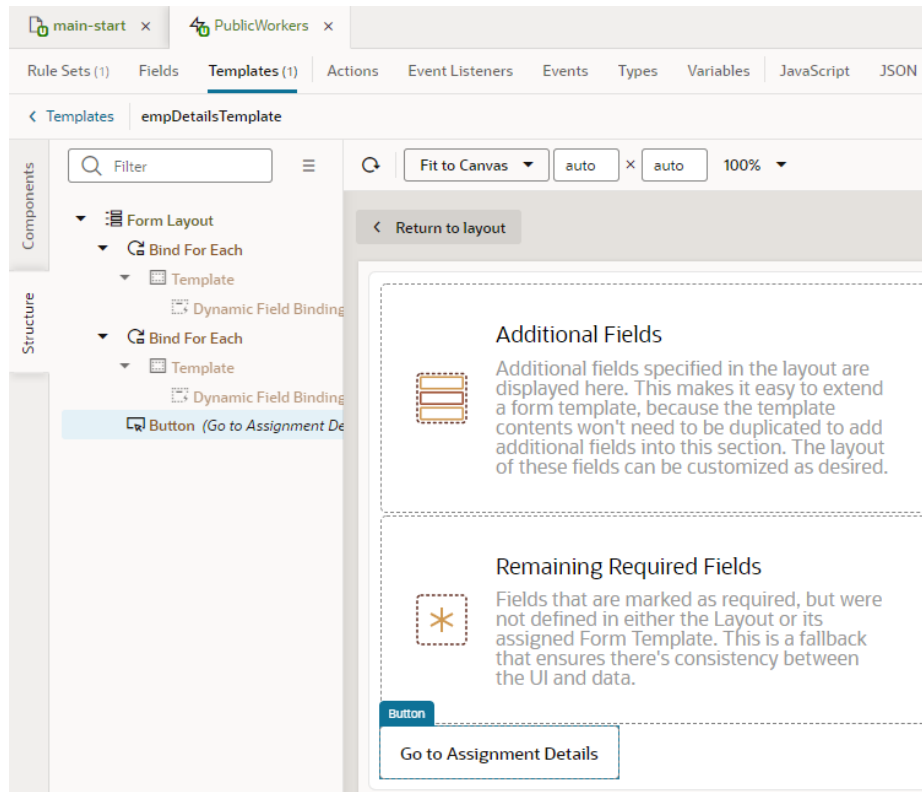 main-start × PublicWorkers ×
Rule Sets (1) Fields Templates (1) Actions Event Listeners Events Types Variables JavaScript JSON
Templates empDetailsTemplate
Components
Structure
Filter
Form Layout
Bind For Each
Template
Dynamic Field Binding
Bind For Each
Template
Dynamic Field Binding
Button (Go to Assignment De
Fit to Canvas auto × auto 100%
Return to layout
Additional Fields
Additional fields specified in the layout are
displayed here. This makes it easy to extend
a form template, because the template
contents won't need to be duplicated to add
additional fields into this section. The layout
of these fields can be customized as desired.
Remaining Required Fields
Fields that are marked as required, but were
not defined in either the Layout or its
assigned Form Template. This is a fallback
that ensures there's consistency between
the UI and data.
Button
Go to Assignment Details